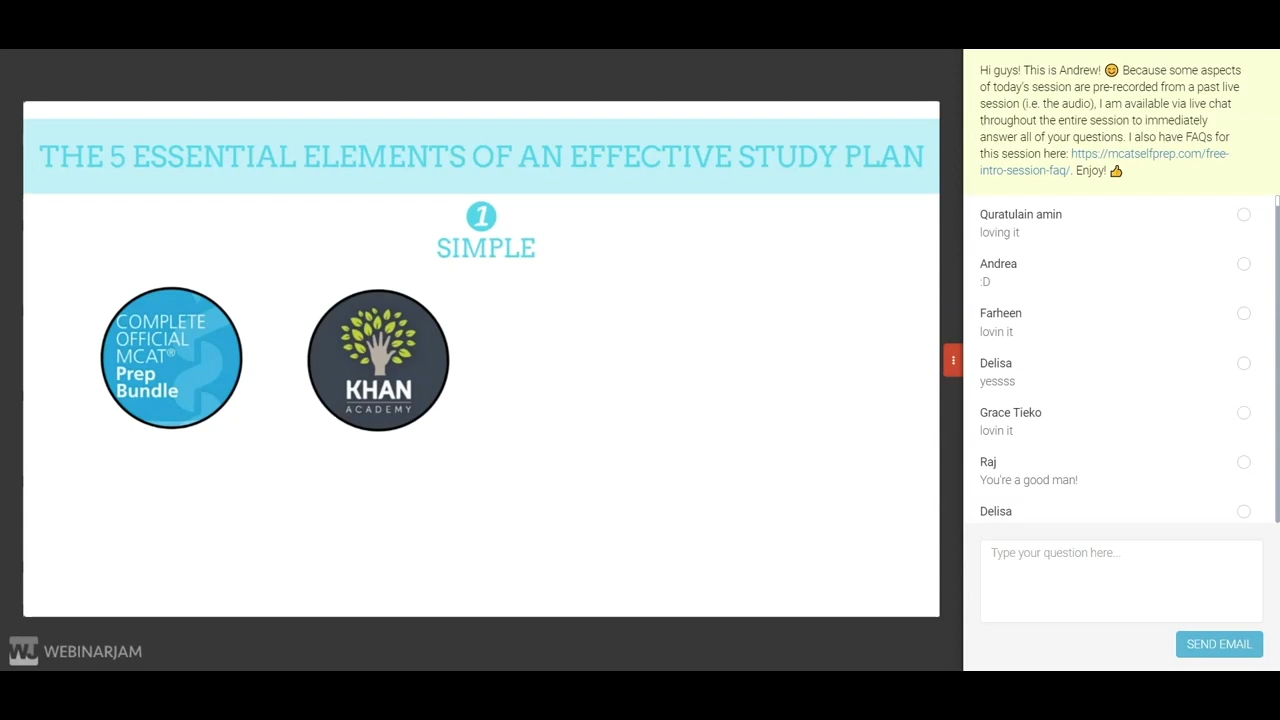 THE 5 ESSENTIAL ELEMENTS OF AN EFFECTIVE STUDY PLAN
1
SIMPLE
COMPLETE
OFFICIAL
MCAT®
Prep
Bundle
KHAN
ACADEMY
WJ WEBINARJAM
Hi guys! This is Andrew! 😊 Because some aspects
of today's session are pre-recorded from a past live
session (i.e. the audio), I am available via live chat
throughout the entire session to immediately
answer all of your questions. I also have FAQs for
this session here: https://mcatselfprep.com/free-
intro-session-faq/. Enjoy! 👍
Quratulain amin
loving it
Andrea
:D
Farheen
lovin it
Delisa
yessss
Grace Tieko
lovin it
Raj
You're a good man!
Delisa
Type your question here...
SEND EMAIL